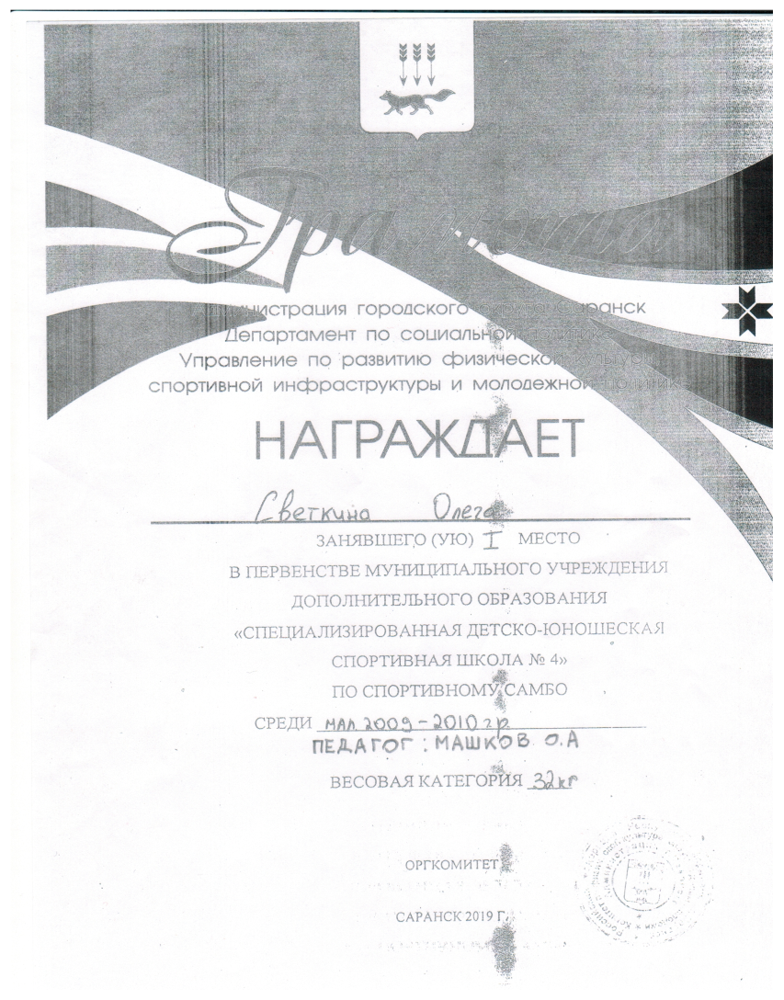 Грамота
Администрация городского округа Саранск
Департамент по социальной политике
Управление по развитию физической культуры
спортивной инфраструктуры и молодежной политики
НАГРАЖДАЕТ
Светкина Олега
ЗАНЯВШЕГО (УЮ) I МЕСТО
В ПЕРВЕНСТВЕ МУНИЦИПАЛЬНОГО УЧРЕЖДЕНИЯ
ДОПОЛНИТЕЛЬНОГО ОБРАЗОВАНИЯ
«СПЕЦИАЛИЗИРОВАННАЯ ДЕТСКО-ЮНОШЕСКАЯ
СПОРТИВНАЯ ШКОЛА № 4»
ПО СПОРТИВНОМУ САМБО
СРЕДИ мал 2009-2010 г.р.
ПЕДАГОГ: МАШКОВ О.А
ВЕСОВАЯ КАТЕГОРИЯ 32кг
ОРГКОМИТЕТ
САРАНСК 2019 Г.